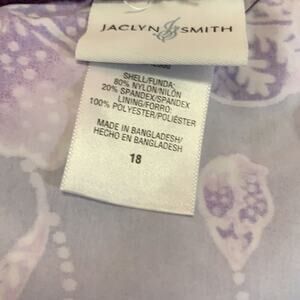 JACLYN SMITH
SHELL/FUNDA:
80% NYLON/NILÓN
20% SPANDEX/SPANDEX
LINING/FORRO:
100% POLYESTER/POLIÉSTER
MADE IN BANGLADESH/
HECHO EN BANGLADESH
18